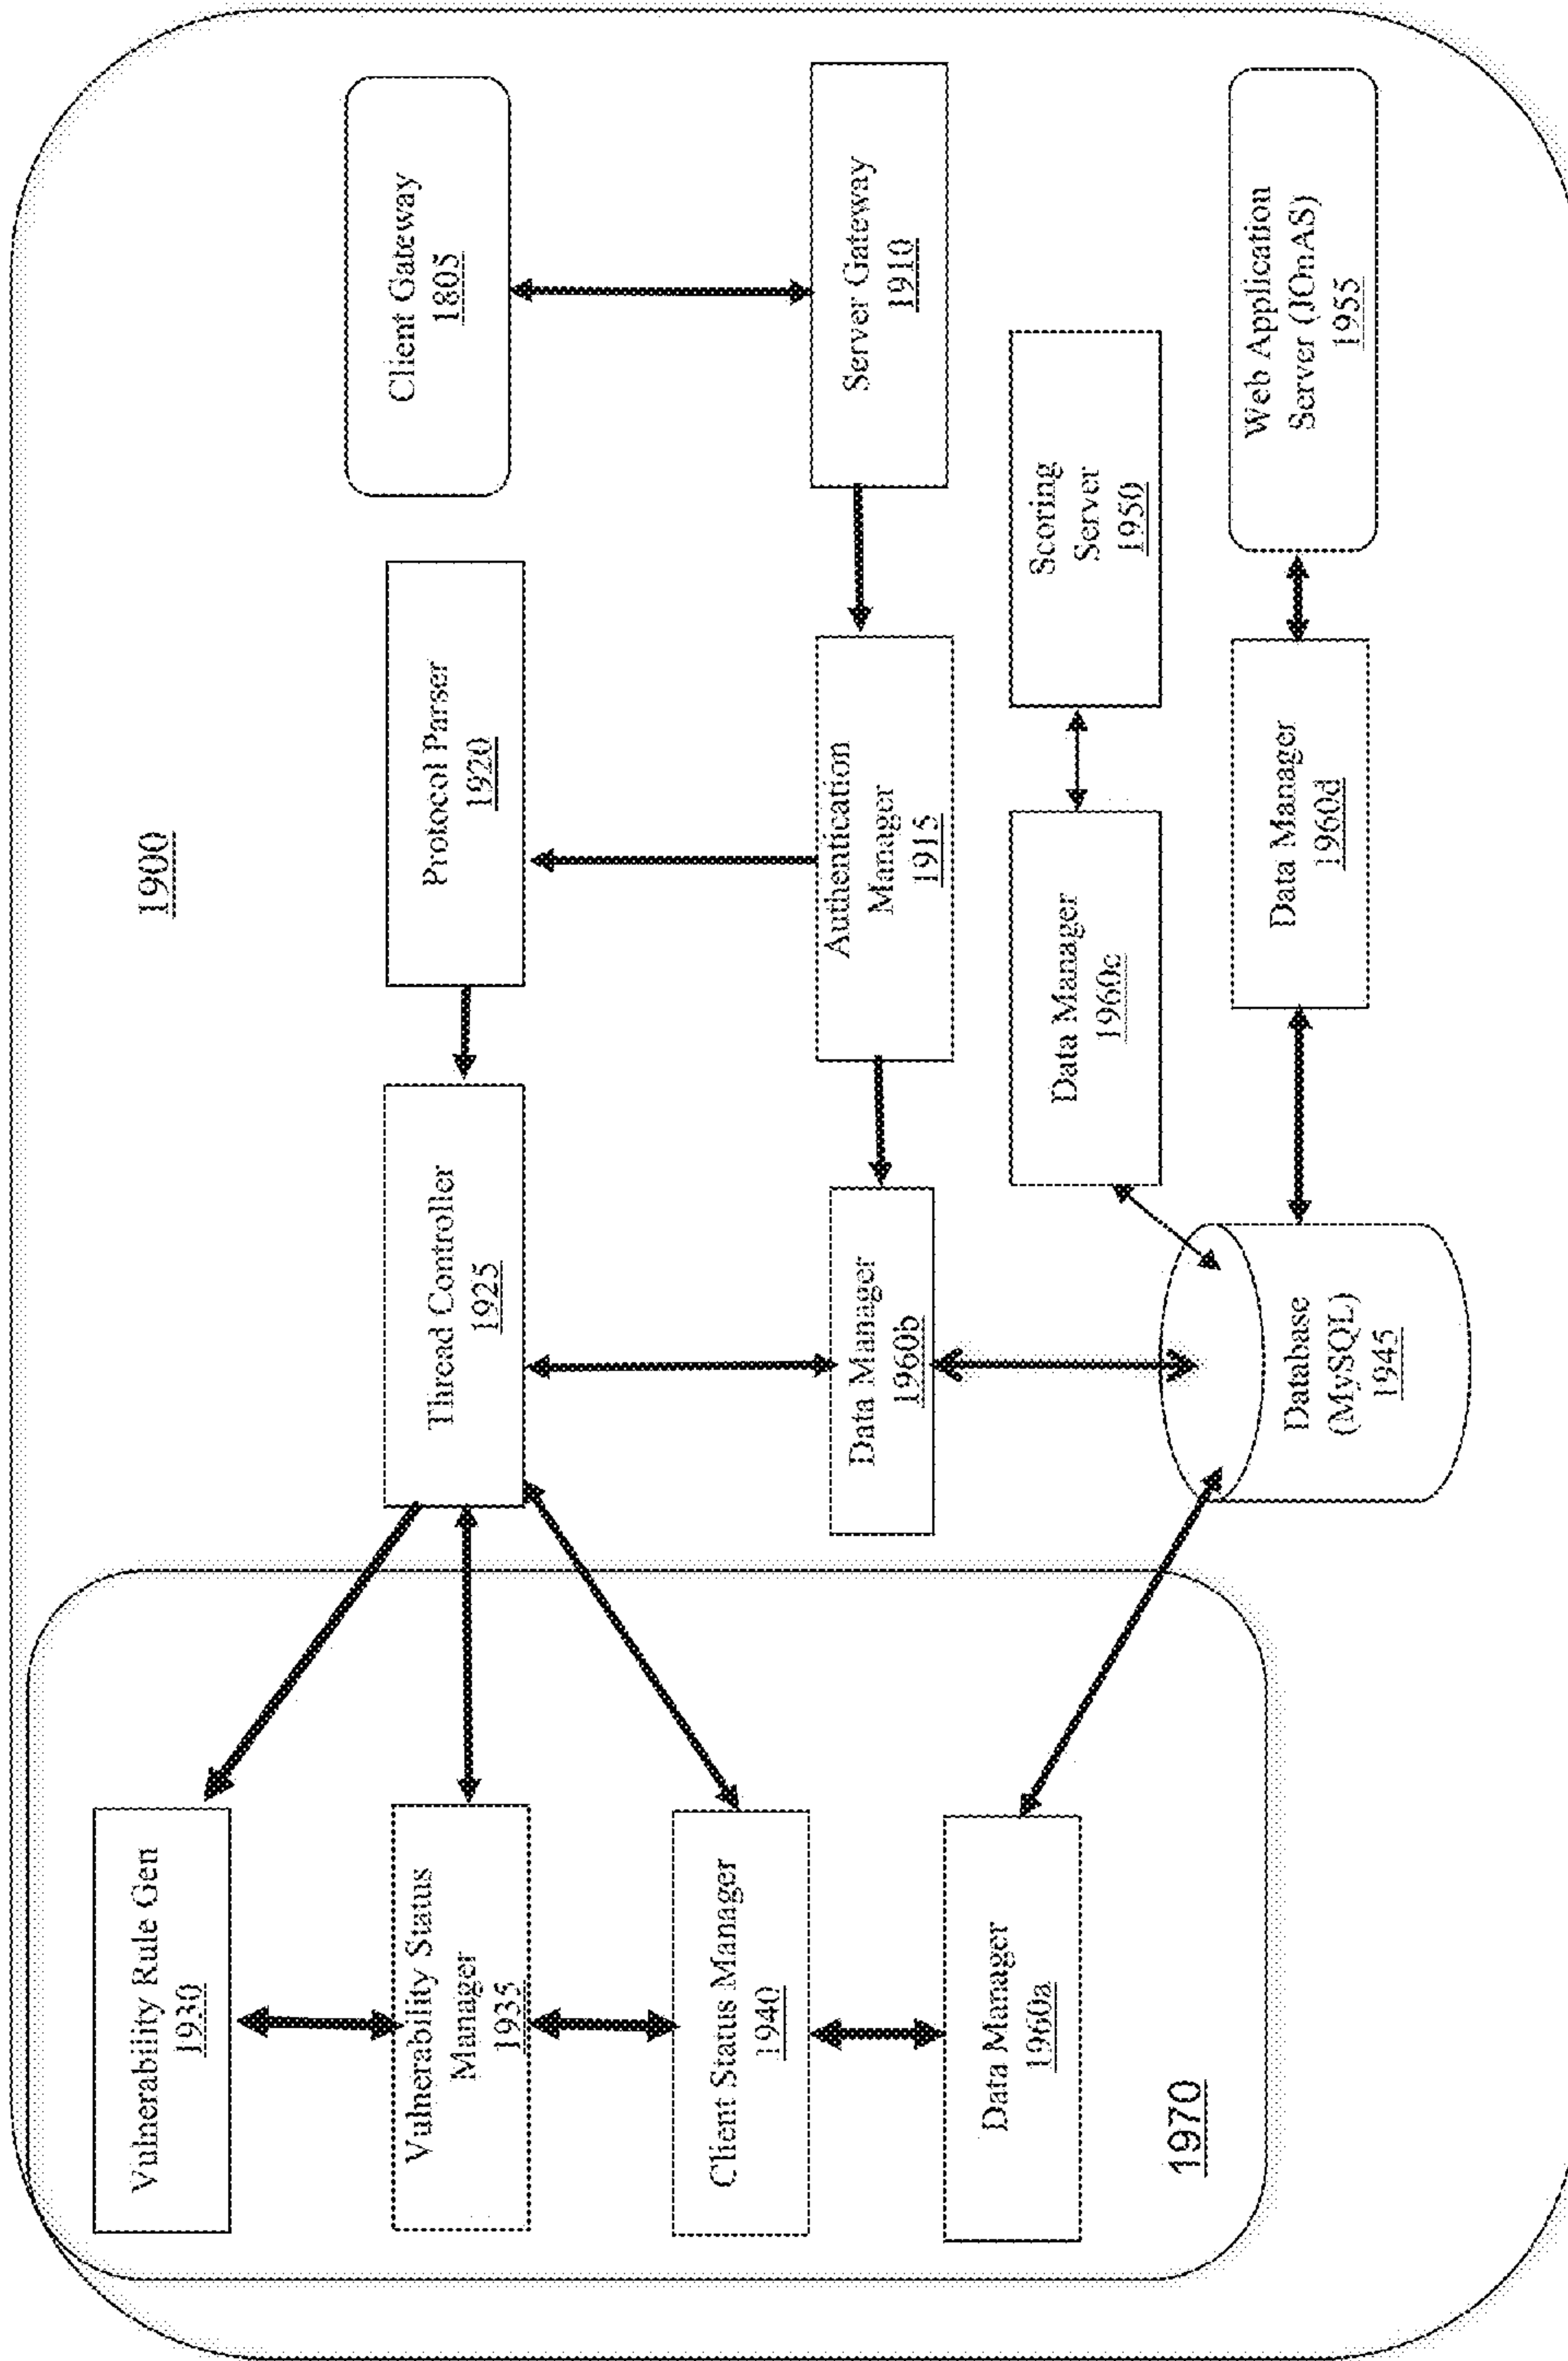 1900
Vulnerability Rule Gen
1930
Vulnerability Status
Manager
1935
Client Status Manager
1940
Data Manager
1960a
1970
Thread Controller
1925
Protocol Parser
1920
Client Gateway
1805
Data Manager
1960b
Authentication
Manager
1915
Server Gateway
1910
Data Manager
1960c
Scoring
Server
1950
Database
(MySQL)
1945
Data Manager
1960d
Web Application
Server (JOnAS)
1955